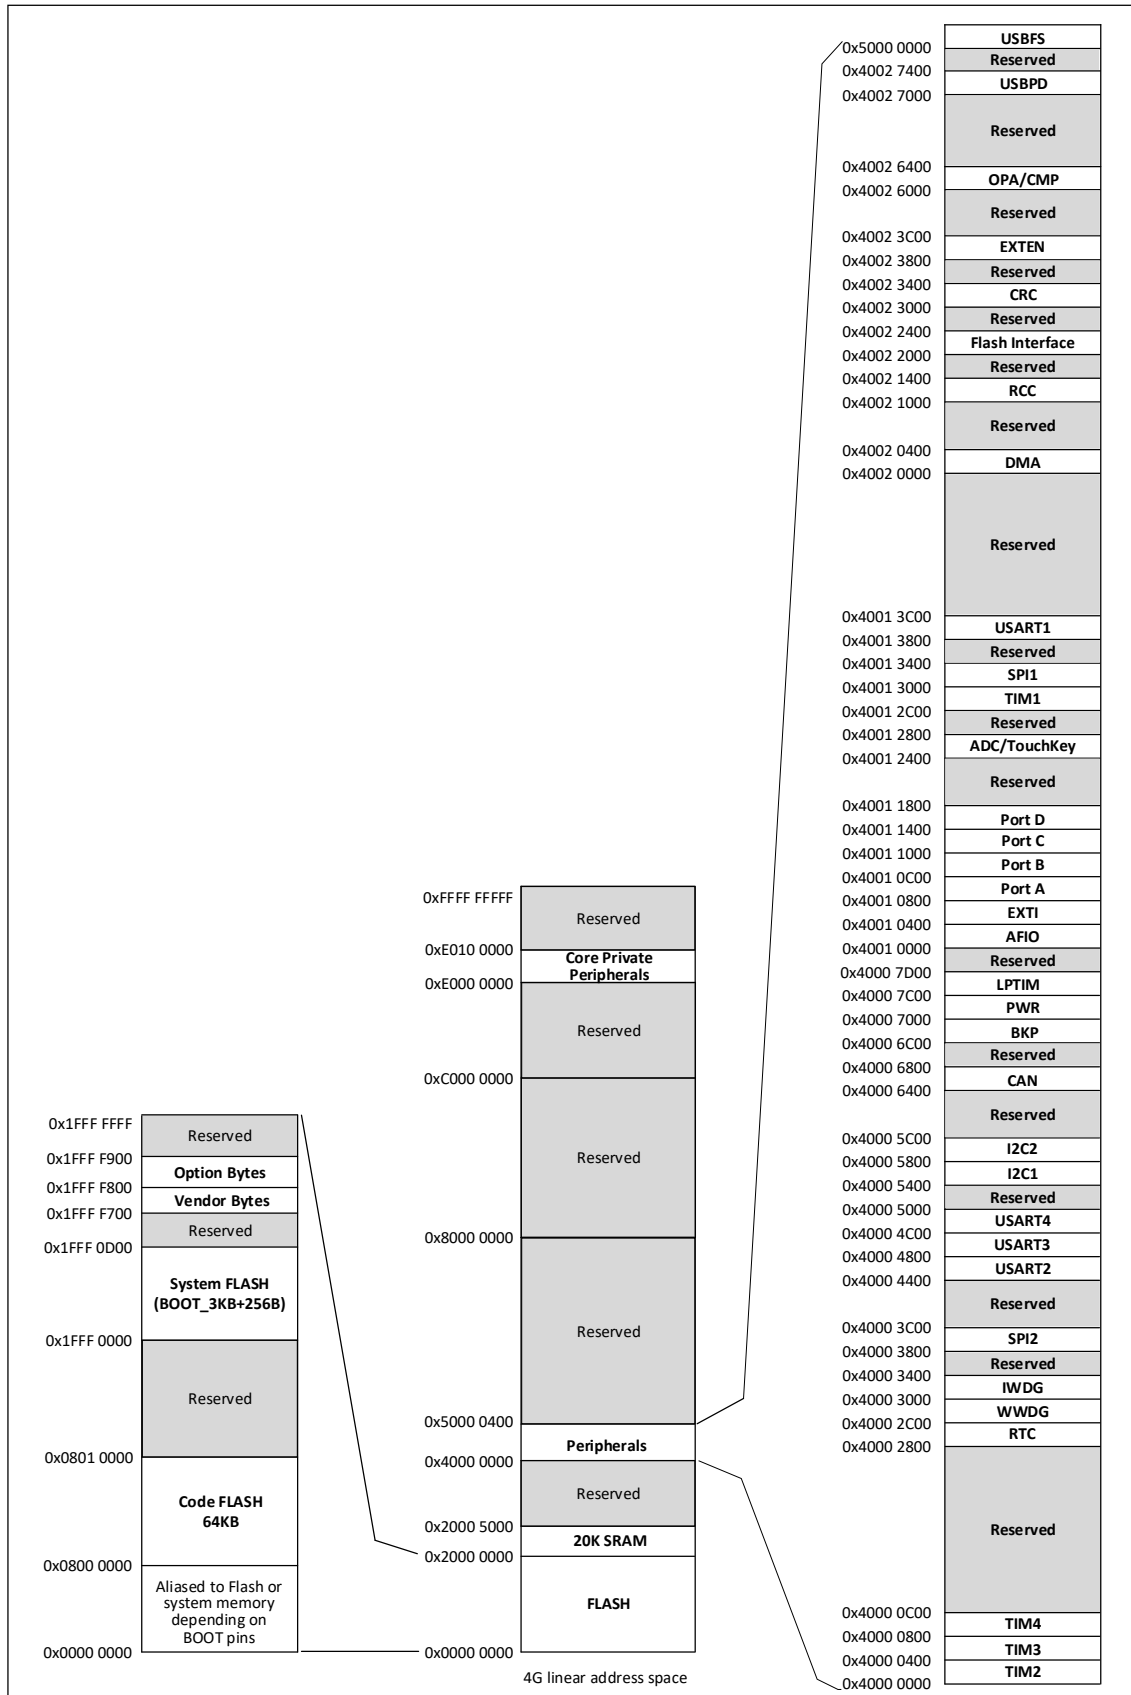 USBFS
0x5000 0000
Reserved
0x4002 7400
USBPD
0x4002 7000
Reserved
0x4002 6400
OPA/CMP
0x4002 6000
Reserved
0x4002 3C00
EXTEN
0x4002 3800
Reserved
0x4002 3400
CRC
0x4002 3000
Reserved
0x4002 2400
Flash Interface
0x4002 2000
Reserved
0x4002 1400
RCC
0x4002 1000
Reserved
0x4002 0400
DMA
0x4002 0000
Reserved
0x4001 3C00
USART1
0x4001 3800
Reserved
0x4001 3400
SPI1
0x4001 3000
TIM1
0x4001 2C00
Reserved
0x4001 2800
ADC/TouchKey
0x4001 2400
Reserved
0x4001 1800
Port D
0x4001 1400
Port C
0x4001 1000
Port B
0x4001 0C00
Port A
0x4001 0800
EXTI
0x4001 0400
AFIO
0x4001 0000
Reserved
0x4000 7D00
LPTIM
0x4000 7C00
PWR
0x4000 7000
BKP
0x4000 6C00
Reserved
0x4000 6800
CAN
0x4000 6400
Reserved
0x4000 5C00
I2C2
0x4000 5800
I2C1
0x4000 5400
Reserved
0x4000 5000
USART4
0x4000 4C00
USART3
0x4000 4800
USART2
0x4000 4400
Reserved
0x4000 3C00
SPI2
0x4000 3800
Reserved
0x4000 3400
IWDG
0x4000 3000
WWDG
0x4000 2C00
RTC
0x4000 2800
Reserved
0x4000 0C00
TIM4
0x4000 0800
TIM3
0x4000 0400
TIM2
0x4000 0000
0xFFFF FFFFF
Reserved
0xE010 0000
Core Private
Peripherals
0xE000 0000
Reserved
0xC000 0000
Reserved
0x8000 0000
Reserved
0x5000 0400
Peripherals
0x4000 0000
Reserved
0x2000 5000
20K SRAM
0x2000 0000
FLASH
0x0000 0000
4G linear address space
0x1FFF FFFF
Reserved
0x1FFF F900
Option Bytes
0x1FFF F800
Vendor Bytes
0x1FFF F700
Reserved
0x1FFF 0D00
System FLASH
(BOOT_3KB+256B)
0x1FFF 0000
Reserved
0x0801 0000
Code FLASH
64KB
0x0800 0000
Aliased to Flash or
system memory
depending on
BOOT pins
0x0000 0000